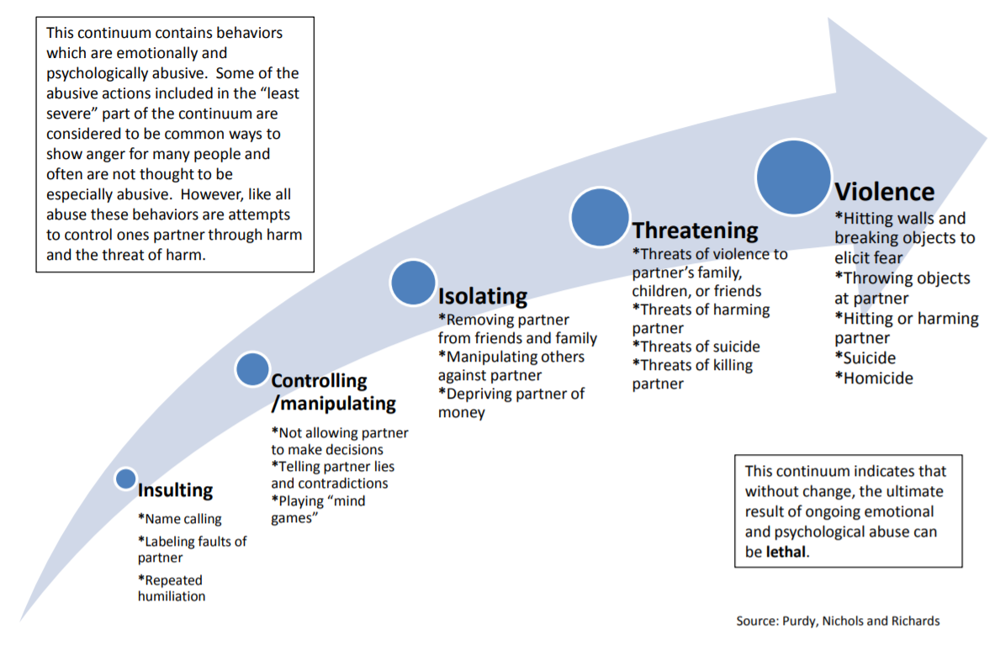 This continuum contains behaviors
which are emotionally and
psychologically abusive.  Some of the
abusive actions included in the “least
severe” part of the continuum are
considered to be common ways to
show anger for many people and
often are not thought to be
especially abusive.  However, like all
abuse these behaviors are attempts
to control ones partner through harm
and the threat of harm.
Insulting
*Name calling
*Labeling faults of
partner
*Repeated
humiliation
Controlling
/manipulating
*Not allowing partner
to make decisions
*Telling partner lies
and contradictions
*Playing “mind
games”
Isolating
*Removing partner
from friends and family
*Manipulating others
against partner
*Depriving partner of
money
Threatening
*Threats of violence to
partner’s family,
children, or friends
*Threats of harming
partner
*Threats of suicide
*Threats of killing
partner
Violence
*Hitting walls and
breaking objects to
elicit fear
*Throwing objects
at partner
*Hitting or harming
partner
*Suicide
*Homicide
This continuum indicates that
without change, the ultimate
result of ongoing emotional
and psychological abuse can
be lethal.
Source: Purdy, Nichols and Richards